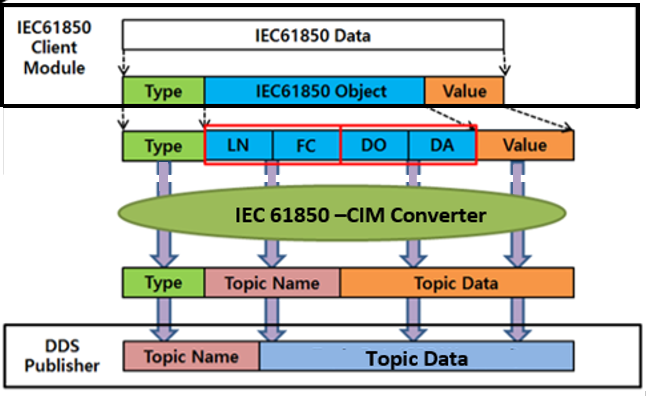 IEC61850
Client
Module
IEC61850 Data
Type IEC61850 Object Value
Type LN FC DO DA Value
IEC 61850 –CIM Converter
Type Topic Name Topic Data
DDS
Publisher
Topic Name Topic Data